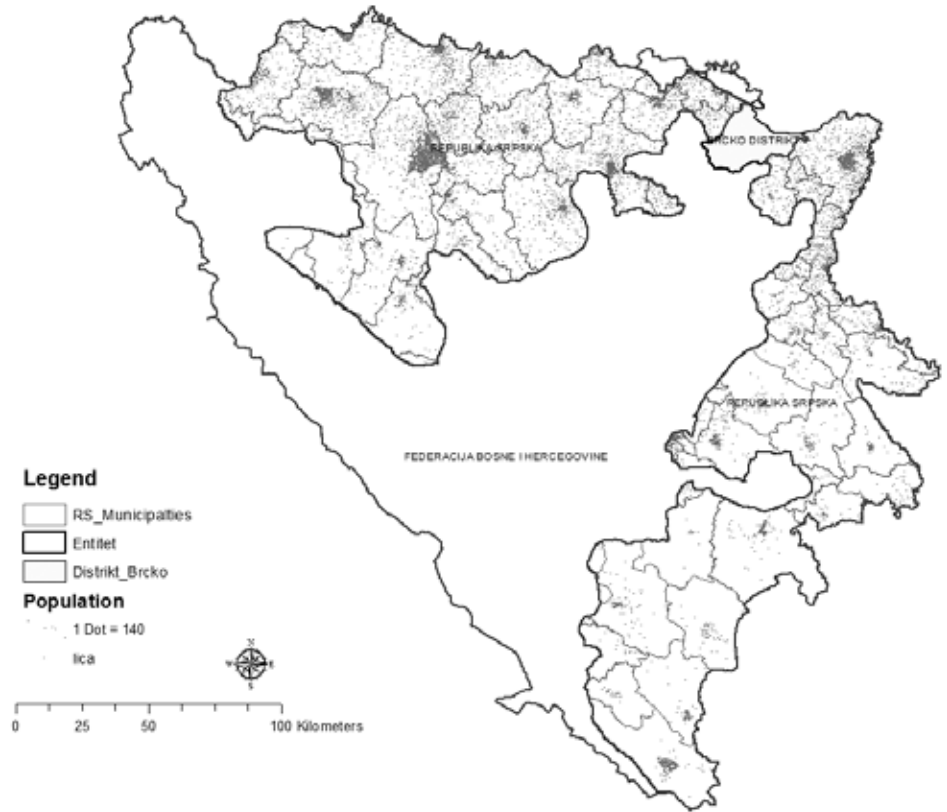 BRCKO DISTRIKT
REPUBLIKA SRPSKA
REPUBLIKA SRPSKA
FEDERACIJA BOSNE I HERCEGOVINE
Legend
RS_Municipalties
Entitet
Distrikt_Brcko
Population
1 Dot = 140
lica
N
W E
S
0 25 50 100 Kilometers